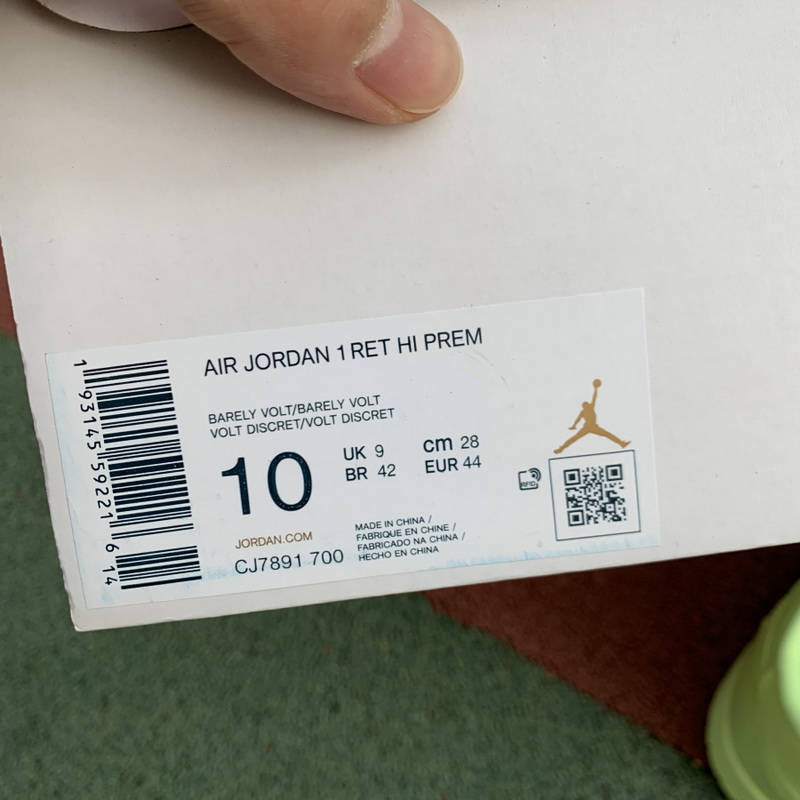 AIR JORDAN 1 RET HI PREM
BARELY VOLT/BARELY VOLT
VOLT DISCRET/VOLT DISCRET
10
UK 9
BR 42
cm 28
EUR 44
RFID
JORDAN.COM
CJ7891 700
MADE IN CHINA /
FABRIQUE EN CHINE /
FABRICADO NA CHINA /
HECHO EN CHINA
1 93145 59221 6 14